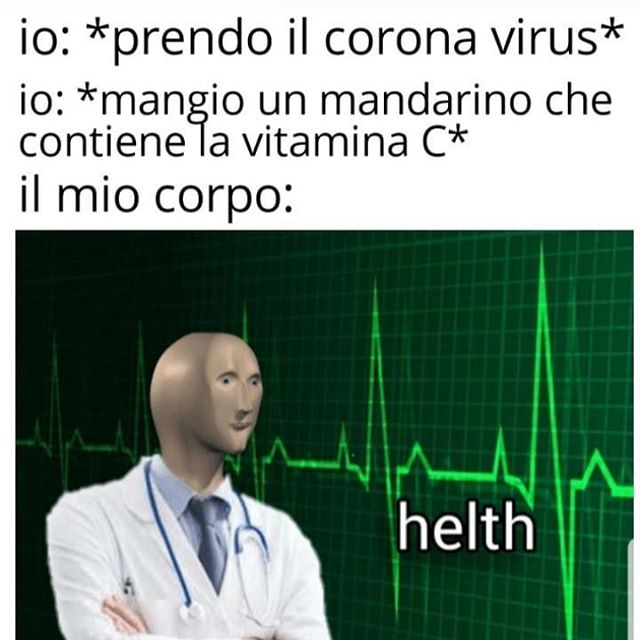 io: *prendo il corona virus*
io: *mangio un mandarino che
contiene la vitamina C*
il mio corpo:
helth